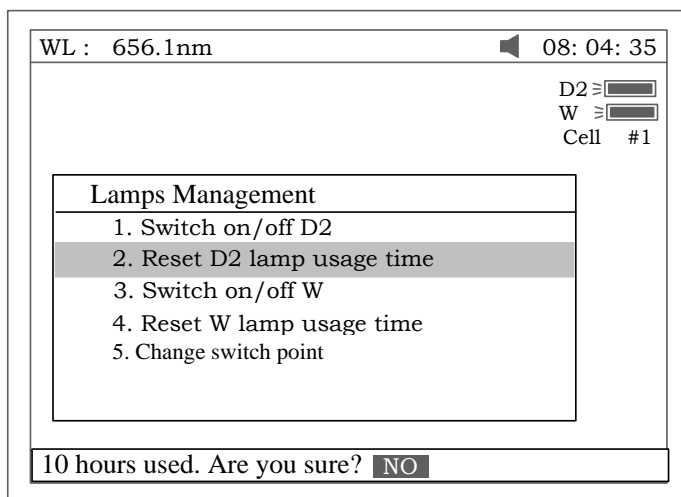 WL : 656.1nm 08: 04: 35
D2
W
Cell #1
Lamps Management
1. Switch on/off D2
2. Reset D2 lamp usage time
3. Switch on/off W
4. Reset W lamp usage time
5. Change switch point
10 hours used. Are you sure? NO